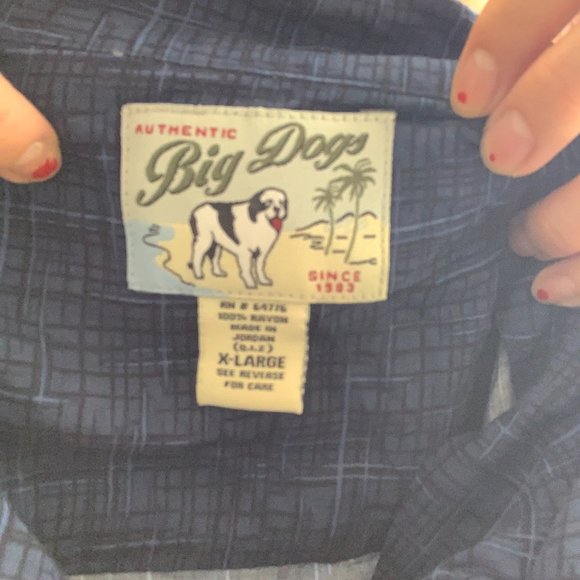 AUTHENTIC
Big Dogs
SINCE
1983
RN # 64776
100% RAYON
MADE IN
JORDAN
(Q.I.Z)
X-LARGE
SEE REVERSE
FOR CARE